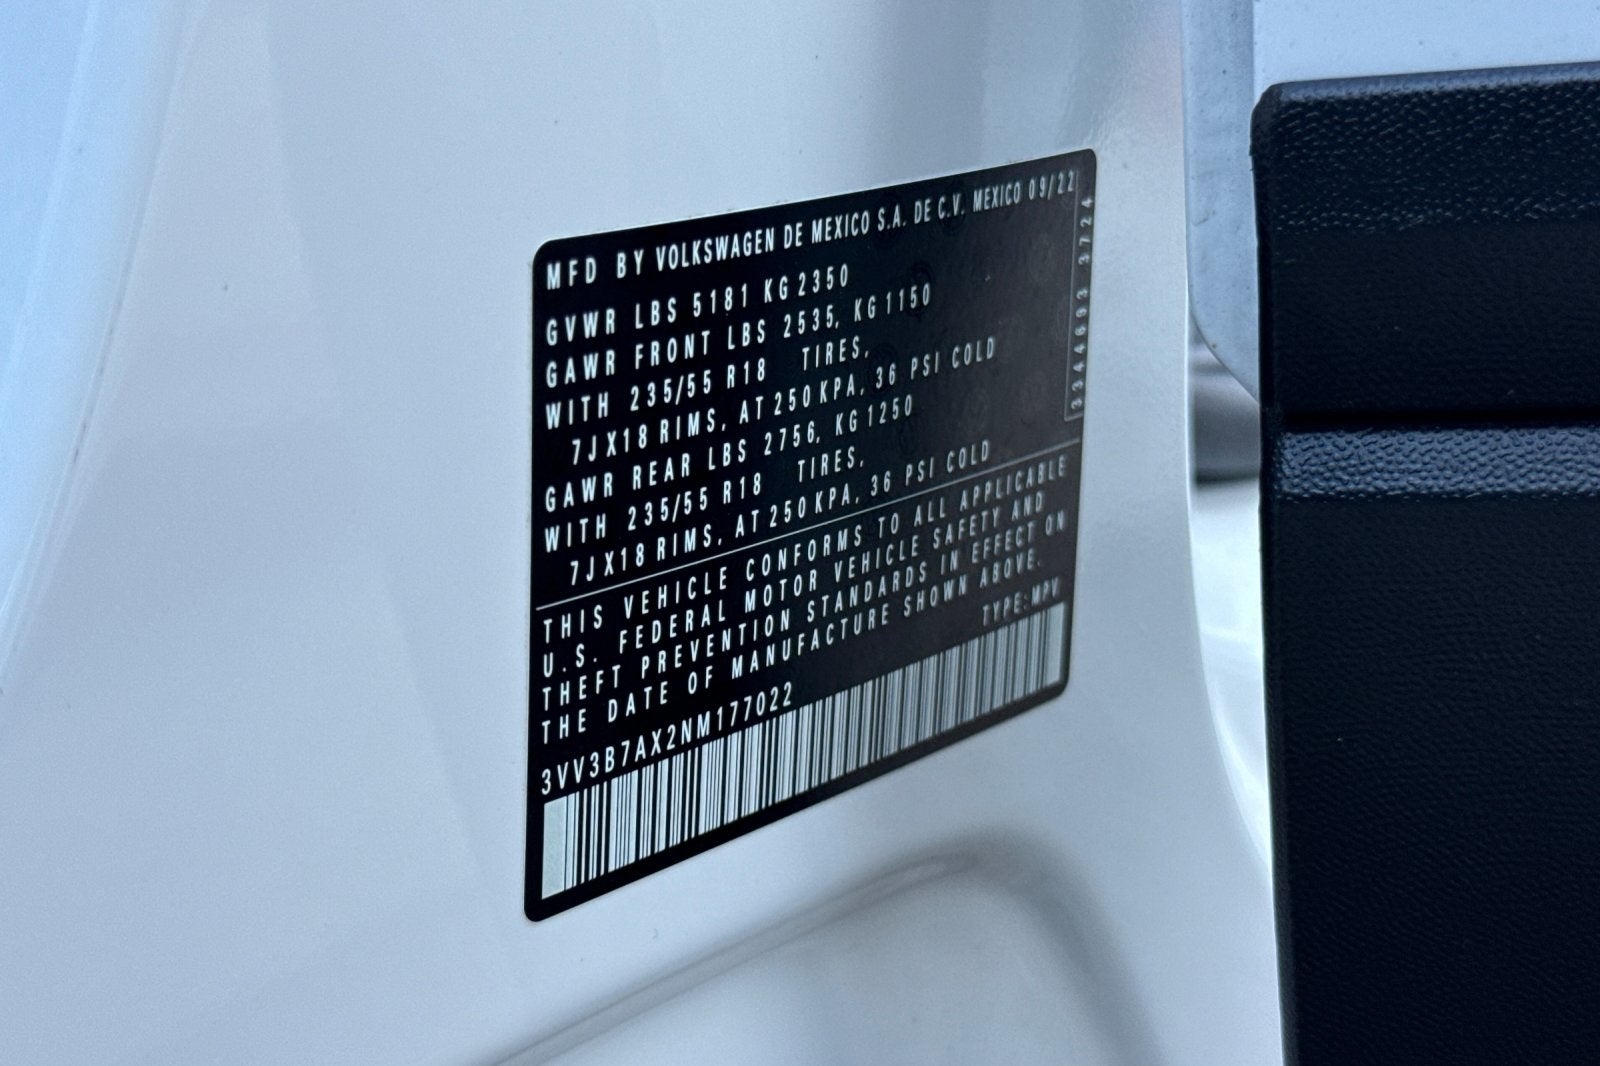 MFD BY VOLKSWAGEN DE MEXICO S.A. DE C.V. MEXICO 09/22
GVWR LBS 5181 KG 2350
GAWR FRONT LBS 2535, KG 1150
WITH 235/55 R18 TIRES,
7JX18 RIMS, AT 250 KPA, 36 PSI COLD
GAWR REAR LBS 2756, KG 1250
WITH 235/55 R18 TIRES,
7JX18 RIMS, AT 250 KPA, 36 PSI COLD
3344693 3724
THIS VEHICLE CONFORMS TO ALL APPLICABLE
U.S. FEDERAL MOTOR VEHICLE SAFETY AND
THEFT PREVENTION STANDARDS IN EFFECT ON
THE DATE OF MANUFACTURE SHOWN ABOVE.
TYPE: MPV
3VV3B7AX2NM177022